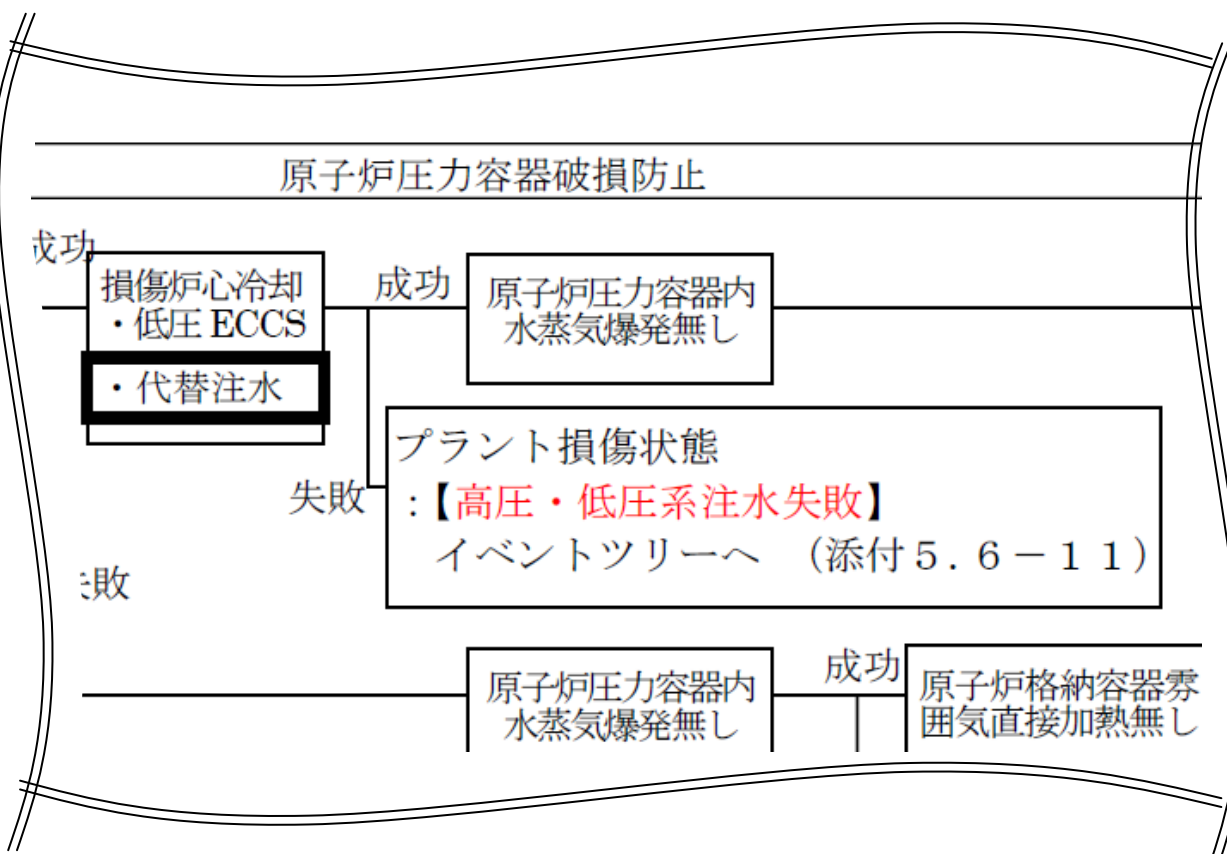 原子炉圧力容器破損防止
成功
損傷炉心冷却
・低圧 ECCS
・代替注水
成功
原子炉圧力容器内
水蒸気爆発無し
失敗
プラント損傷状態
:【高圧・低圧系注水失敗】
イベントツリーへ (添付５.６－１１)
失敗
原子炉圧力容器内
水蒸気爆発無し
成功
原子炉格納容器雰
囲気直接加熱無し